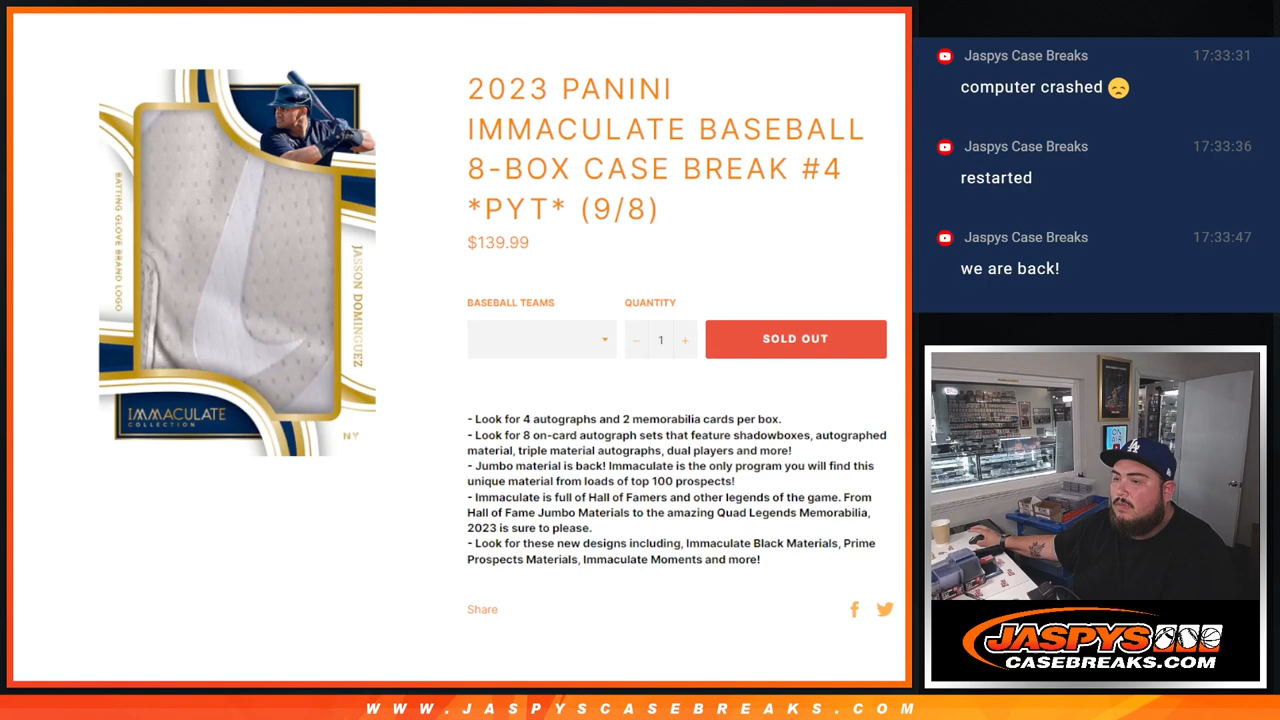 2023 PANINI
IMMACULATE BASEBALL
8-BOX CASE BREAK #4
*PYT* (9/8)
$139.99
BASEBALL TEAMS
QUANTITY
− 1 +
SOLD OUT
- Look for 4 autographs and 2 memorabilia cards per box.
- Look for 8 on-card autograph sets that feature shadowboxes, autographed
material, triple material autographs, dual players and more!
- Jumbo material is back! Immaculate is the only program you will find this
unique material from loads of top 100 prospects!
- Immaculate is full of Hall of Famers and other legends of the game. From
Hall of Fame Jumbo Materials to the amazing Quad Legends Memorabilia,
2023 is sure to please.
- Look for these new designs including, Immaculate Black Materials, Prime
Prospects Materials, Immaculate Moments and more!
Share
BATTING GLOVE BRAND LOGO
JASSON DOMINGUEZ
IMMACULATE
COLLECTION
NY
Jaspys Case Breaks 17:33:31
computer crashed 😞
Jaspys Case Breaks 17:33:36
restarted
Jaspys Case Breaks 17:33:47
we are back!
ON
AIR
LA
JASPYS
CASEBREAKS.COM
WWW.JASPYSCASEBREAKS.COM